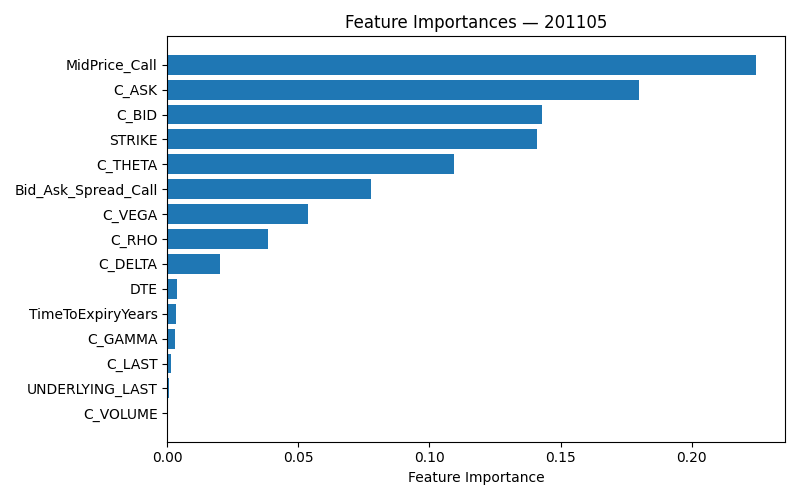 Feature Importances — 201105
MidPrice_Call
C_ASK
C_BID
STRIKE
C_THETA
Bid_Ask_Spread_Call
C_VEGA
C_RHO
C_DELTA
DTE
TimeToExpiryYears
C_GAMMA
C_LAST
UNDERLYING_LAST
C_VOLUME
0.00 0.05 0.10 0.15 0.20
Feature Importance